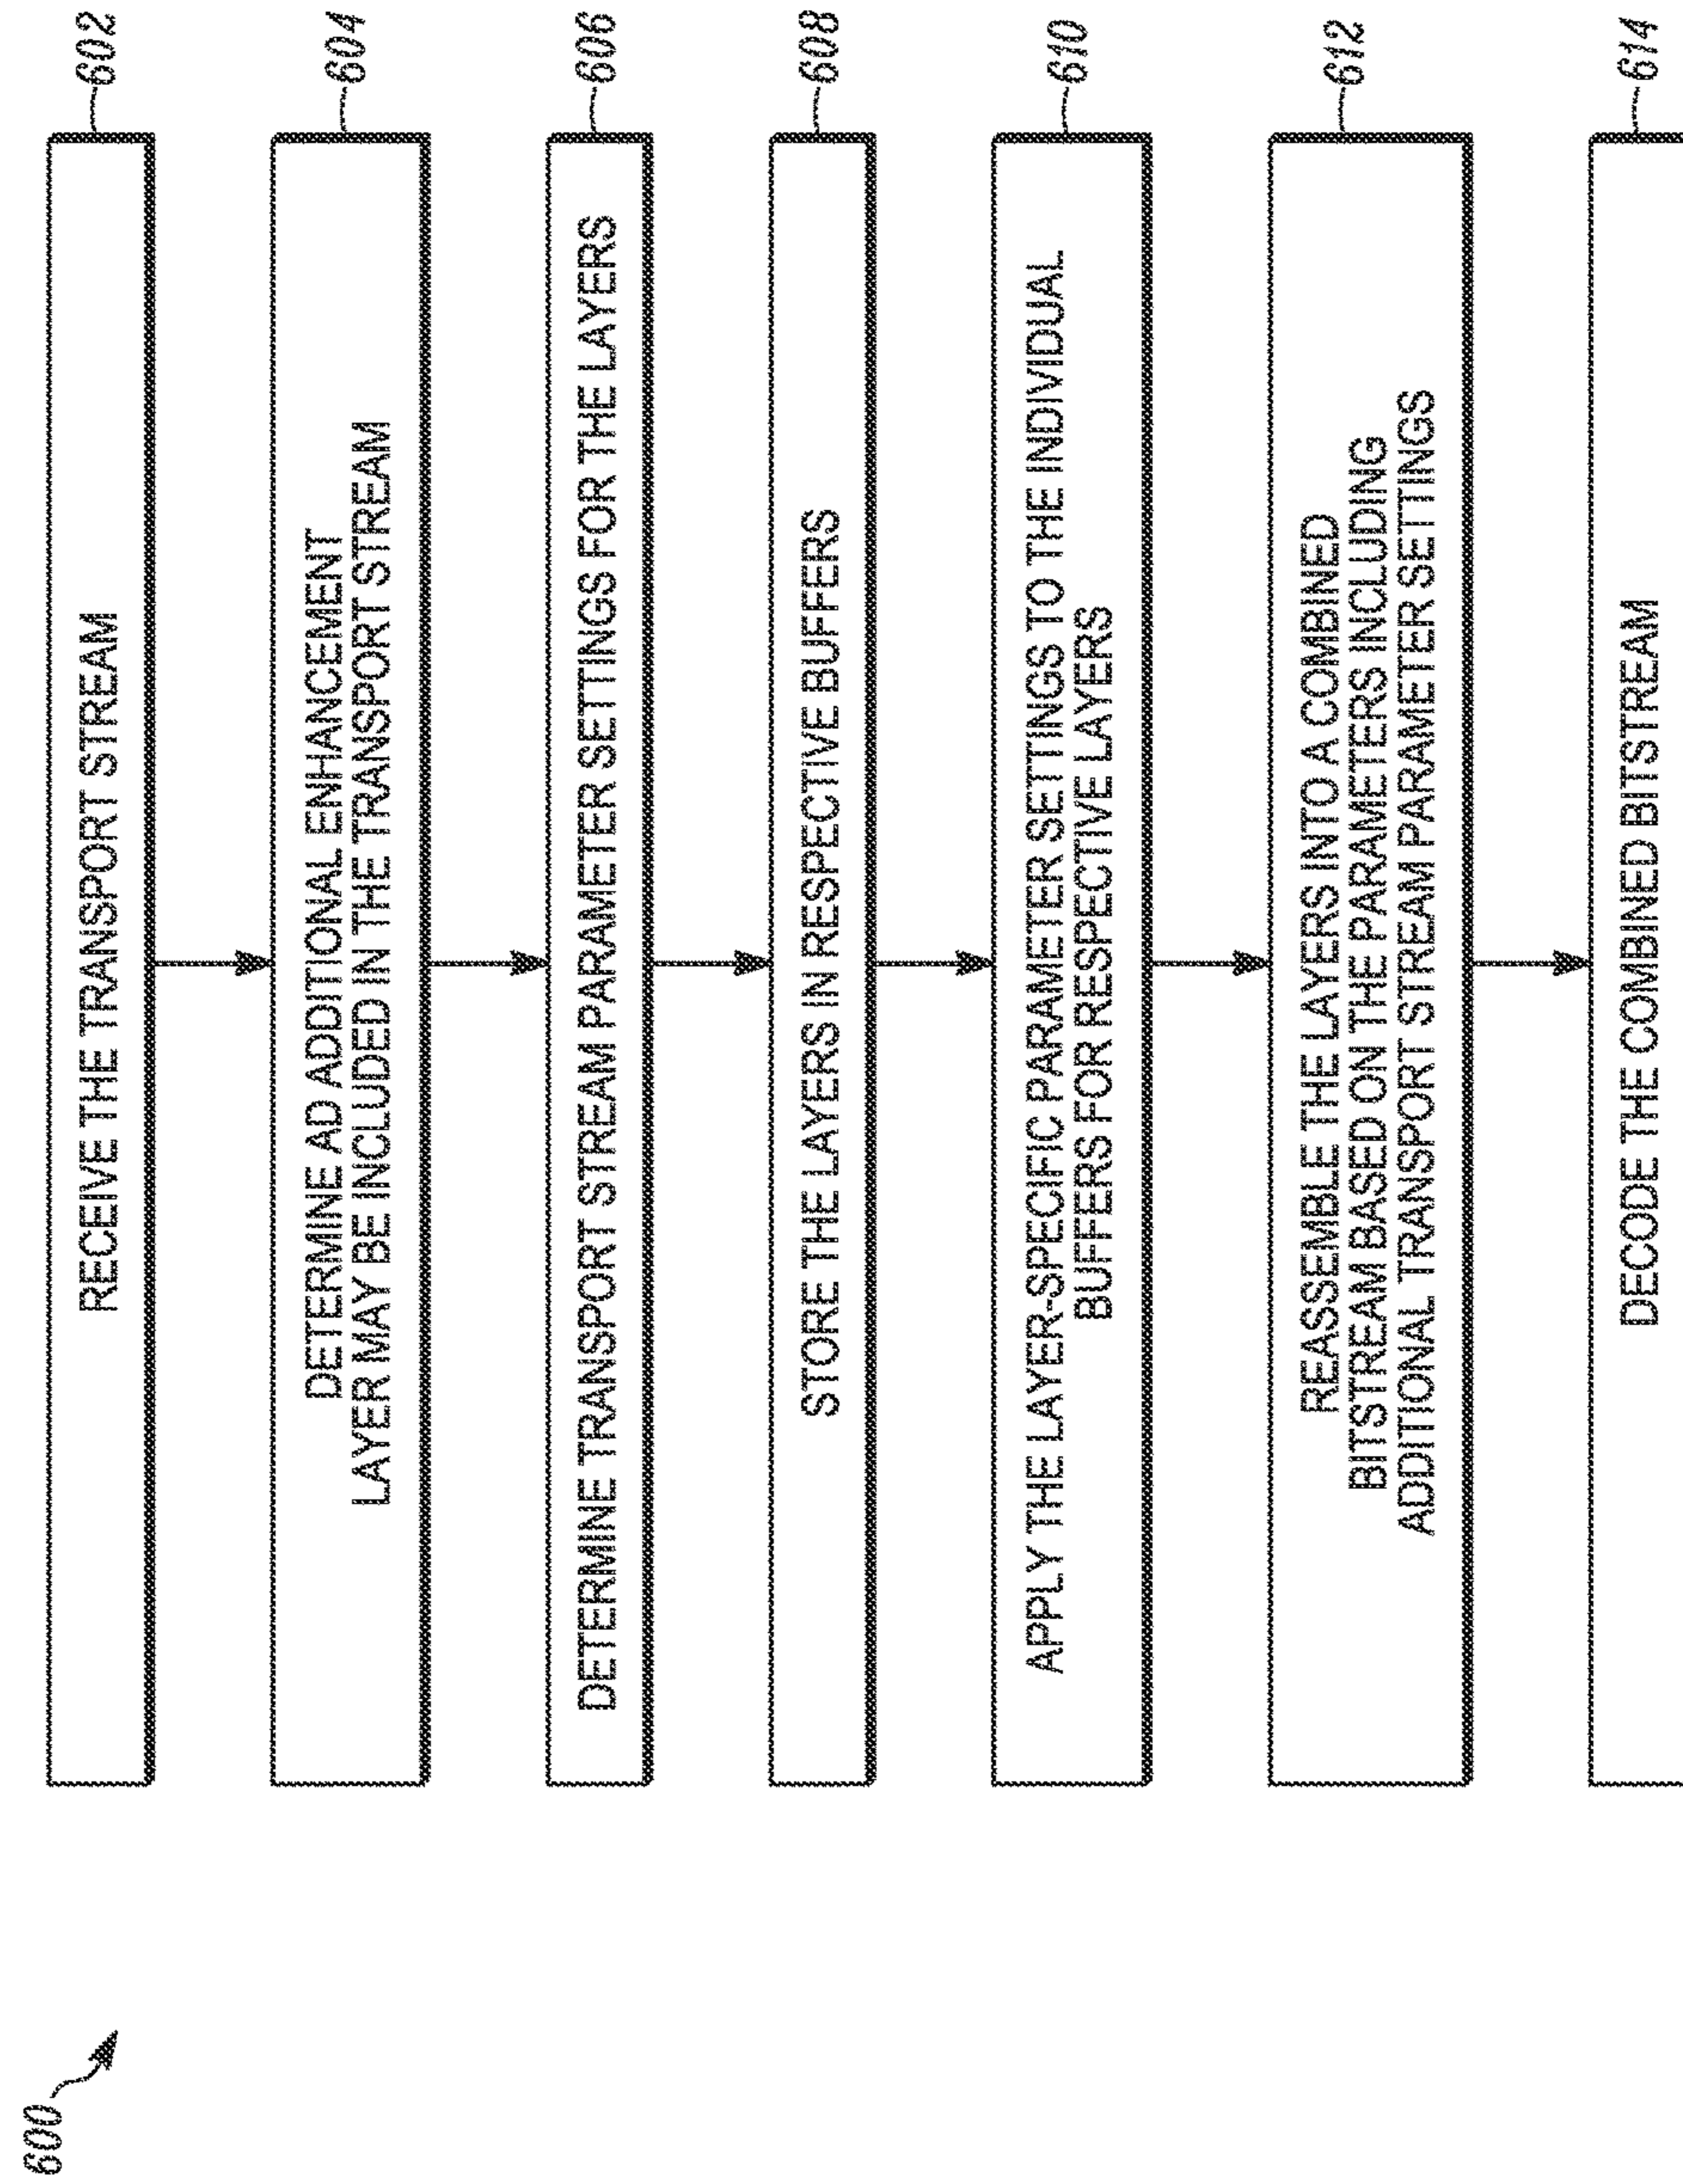 600
RECEIVE THE TRANSPORT STREAM
602
DETERMINE AD ADDITIONAL ENHANCEMENT
LAYER MAY BE INCLUDED IN THE TRANSPORT STREAM
604
DETERMINE TRANSPORT STREAM PARAMETER SETTINGS FOR THE LAYERS
606
STORE THE LAYERS IN RESPECTIVE BUFFERS
608
APPLY THE LAYER-SPECIFIC PARAMETER SETTINGS TO THE INDIVIDUAL
BUFFERS FOR RESPECTIVE LAYERS
610
REASSEMBLE THE LAYERS INTO A COMBINED
BITSTREAM BASED ON THE PARAMETERS INCLUDING
ADDITIONAL TRANSPORT STREAM PARAMETER SETTINGS
612
DECODE THE COMBINED BITSTREAM
614